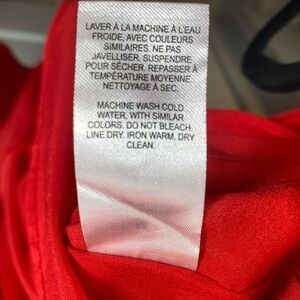 LAVER À LA MACHINE À L'EAU
FROIDE, AVEC COULEURS
SIMILAIRES. NE PAS
JAVELLISER. SUSPENDRE
POUR SÉCHER. REPASSER À
TEMPÉRATURE MOYENNE.
NETTOYAGE À SEC.
MACHINE WASH COLD
WATER, WITH SIMILAR
COLORS. DO NOT BLEACH.
LINE DRY. IRON WARM. DRY
CLEAN.